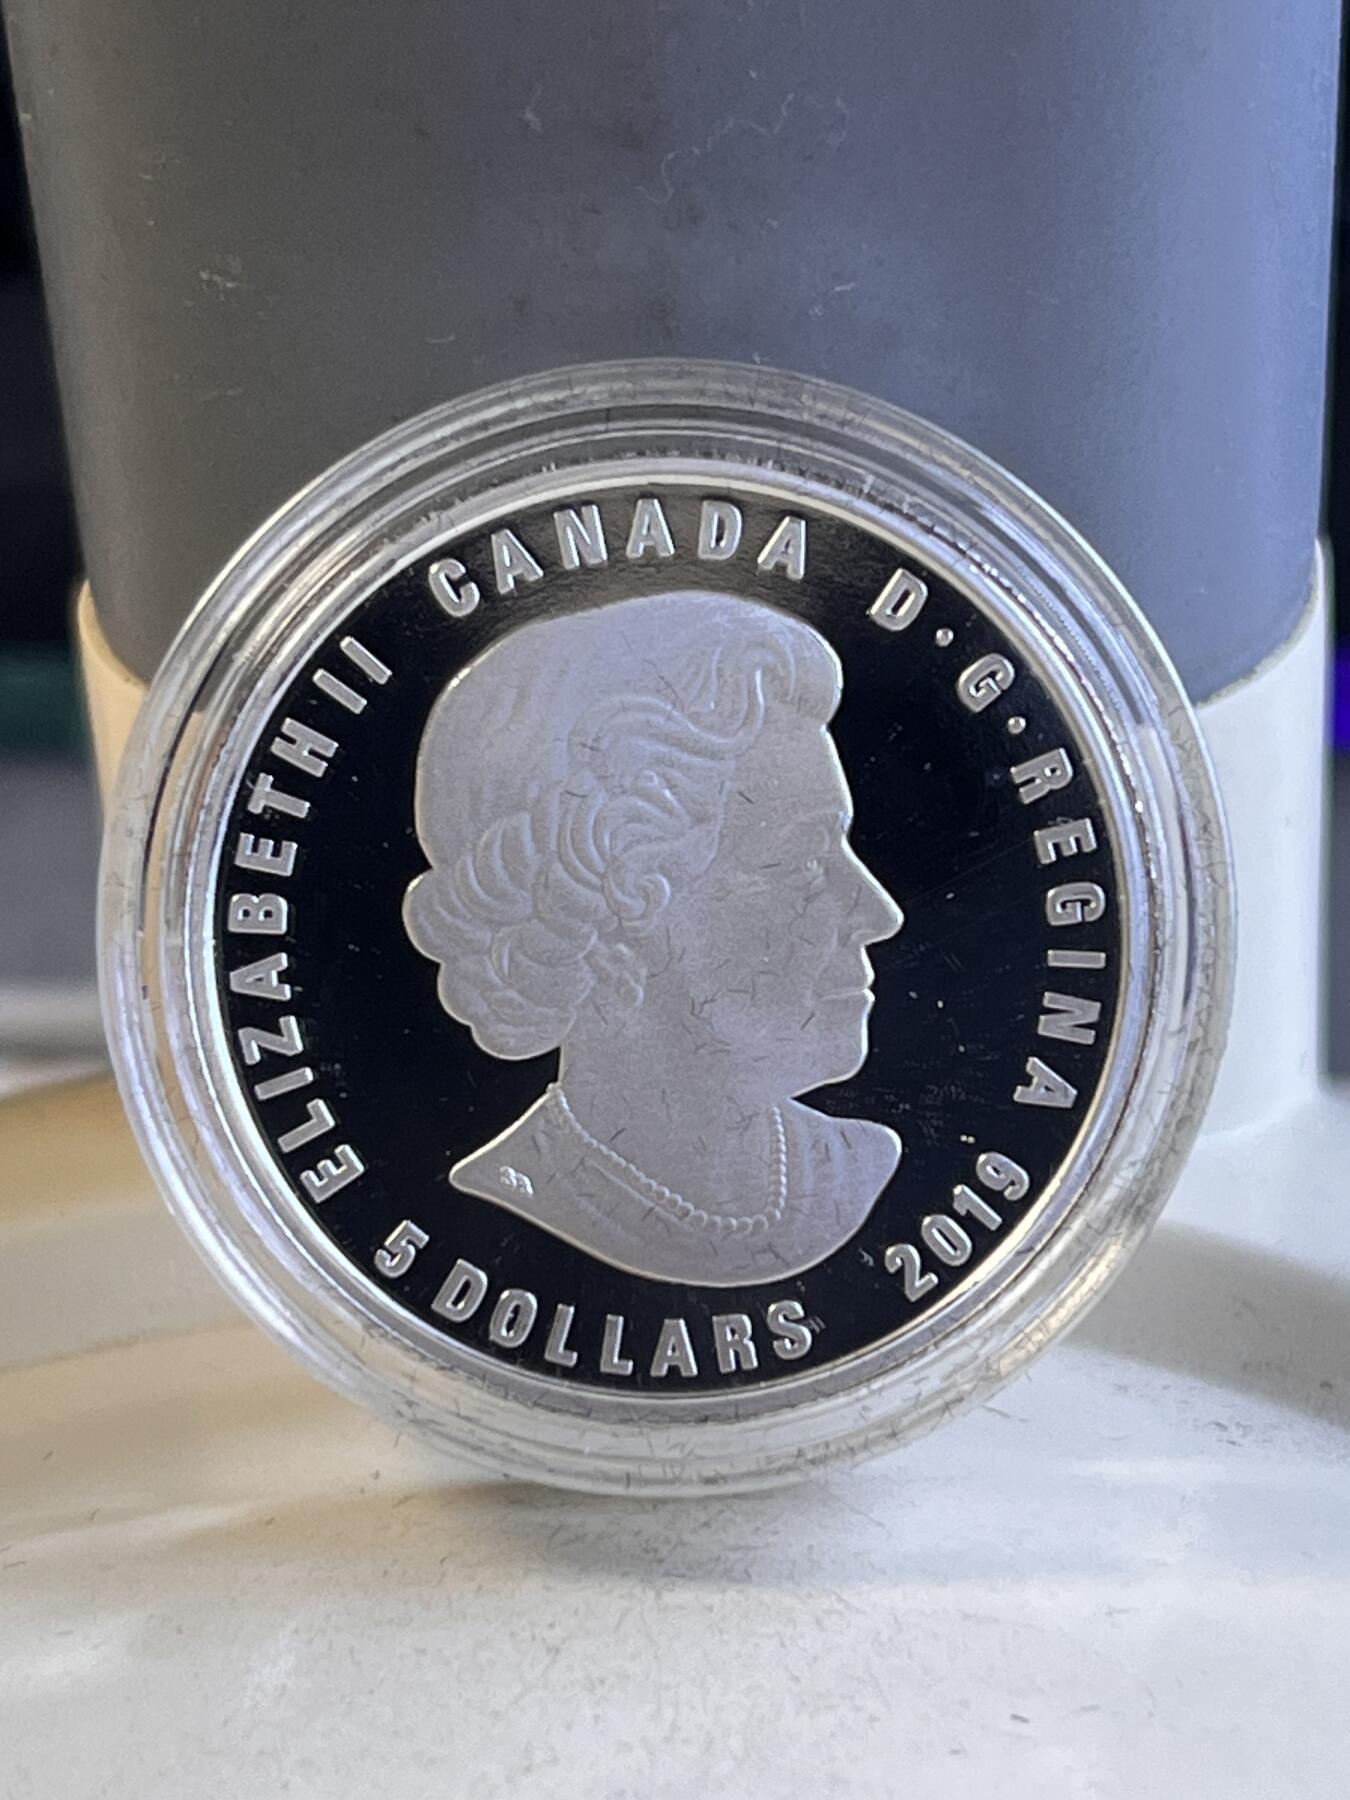 ELIZABETH II CANADA D·G·REGINA
5 DOLLARS 2019